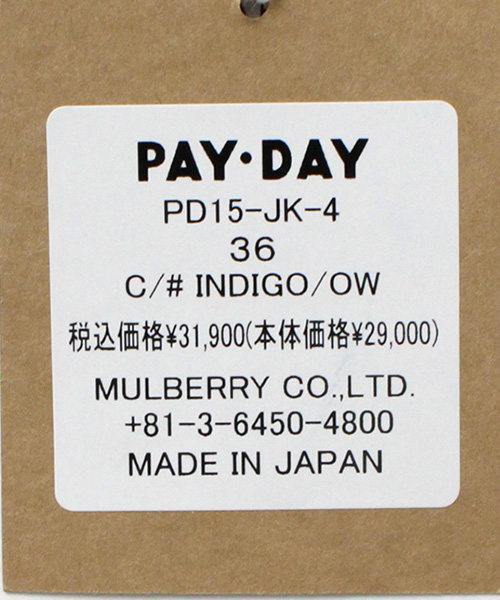 PAY·DAY
PD15-JK-4
36
C/# INDIGO/OW
税込価格¥31,900(本体価格¥29,000)
MULBERRY CO.,LTD.
+81-3-6450-4800
MADE IN JAPAN